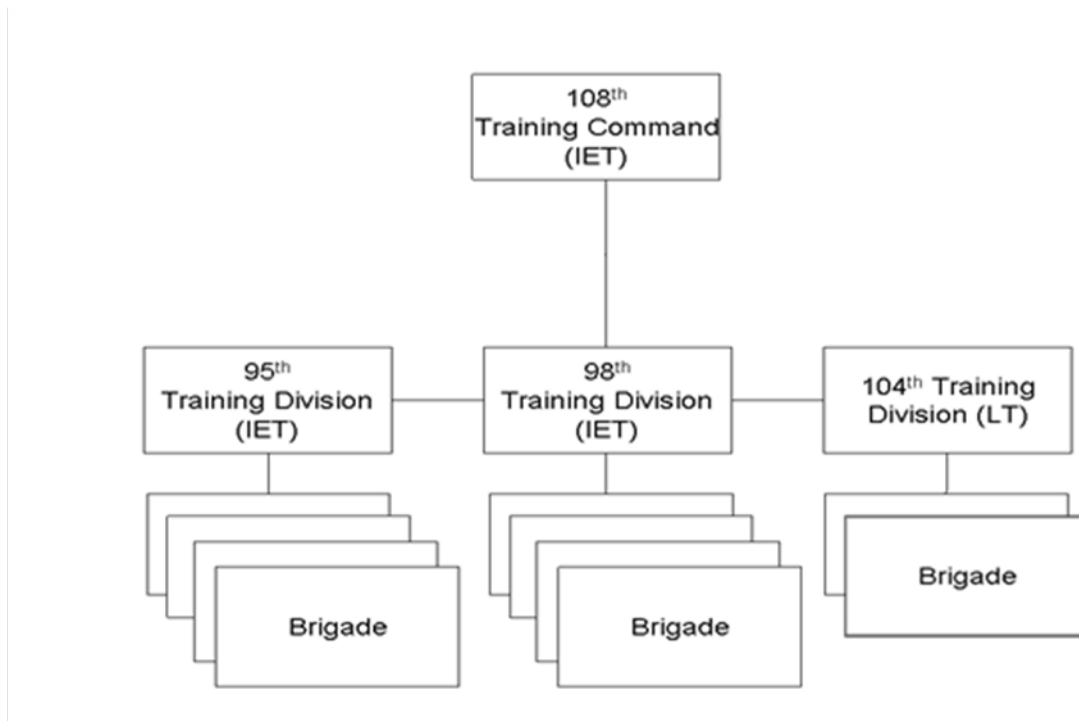 108th
Training Command
(IET)
95th
Training Division
(IET)
98th
Training Division
(IET)
104th Training
Division (LT)
Brigade
Brigade
Brigade